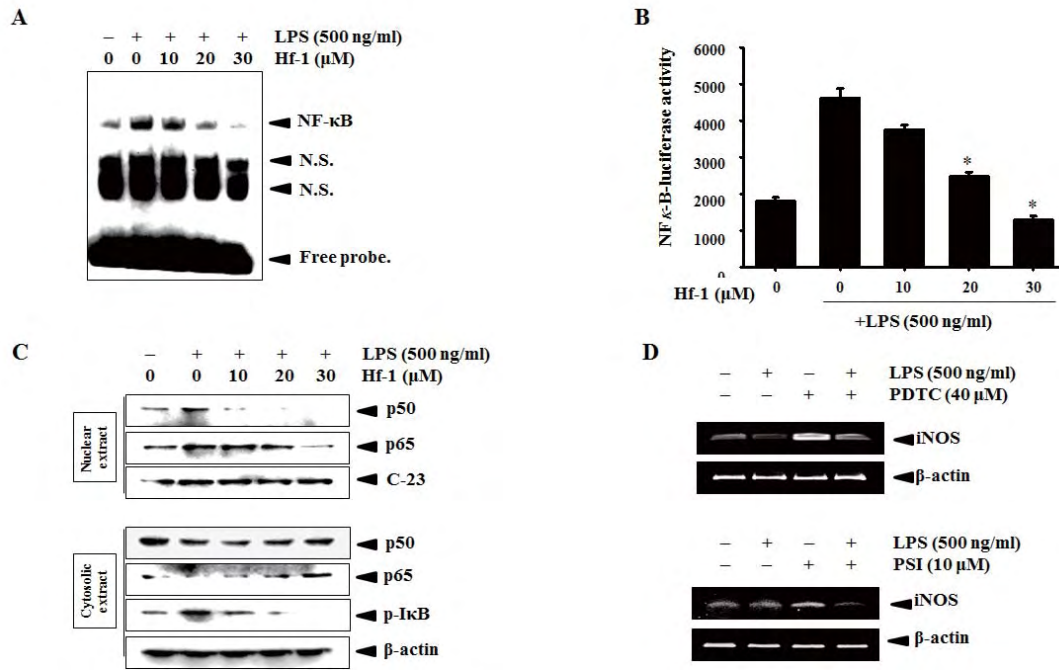 A
– + + + + LPS (500 ng/ml)
0 0 10 20 30 Hf-1 (μM)
NF-κB
N.S.
N.S.
Free probe.
B
NFκ-B-luciferase activity
6000
5000
4000
3000
2000
1000
0
*
*
Hf-1 (μM) 0 0 10 20 30
+LPS (500 ng/ml)
C
– + + + + LPS (500 ng/ml)
0 0 10 20 30 Hf-1 (μM)
Nuclear
extract
p50
p65
C-23
Cytosolic
extract
p50
p65
p-IκB
β-actin
D
– + – + LPS (500 ng/ml)
– – + + PDTC (40 μM)
iNOS
β-actin
– + – + LPS (500 ng/ml)
– – + + PSI (10 μM)
iNOS
β-actin